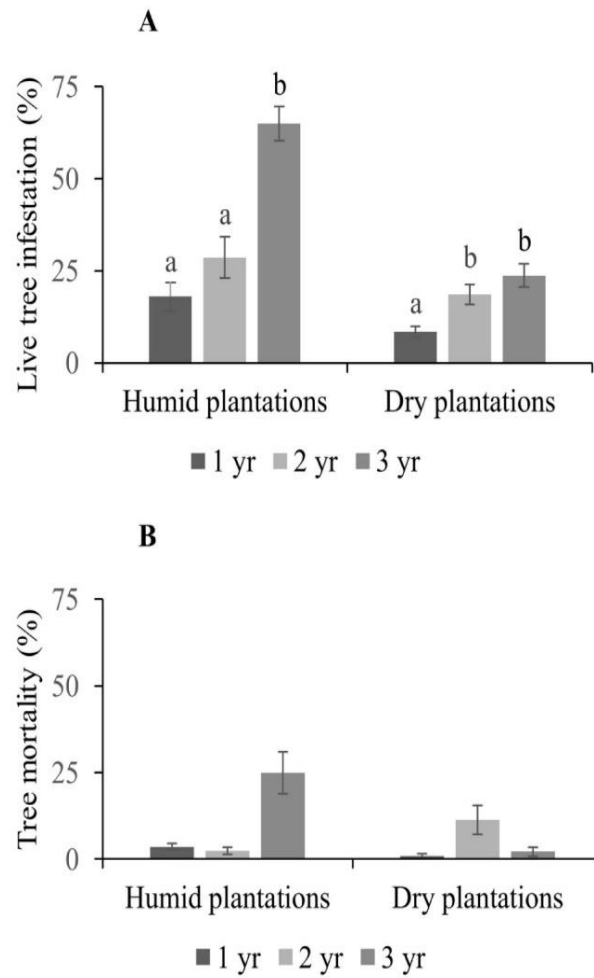 A
Live tree infestation (%)
75
50
25
0
a
a
b
a
b
b
Humid plantations
Dry plantations
1 yr
2 yr
3 yr
B
Tree mortality (%)
75
50
25
0
Humid plantations
Dry plantations
1 yr
2 yr
3 yr